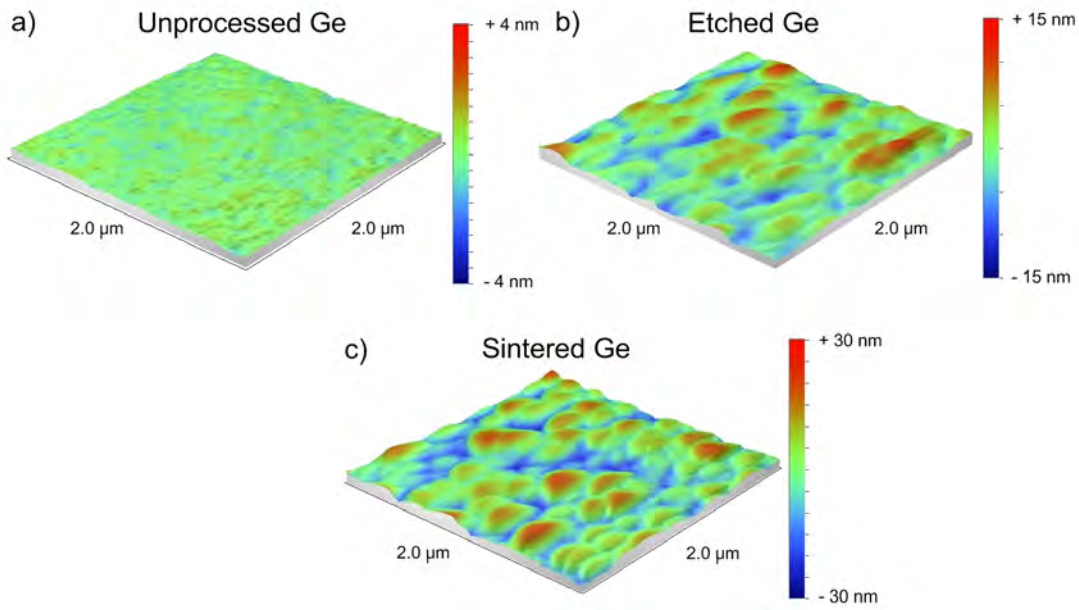 a)
Unprocessed Ge
+ 4 nm
- 4 nm
2.0 µm
2.0 µm
b)
Etched Ge
+ 15 nm
- 15 nm
2.0 µm
2.0 µm
c)
Sintered Ge
+ 30 nm
- 30 nm
2.0 µm
2.0 µm